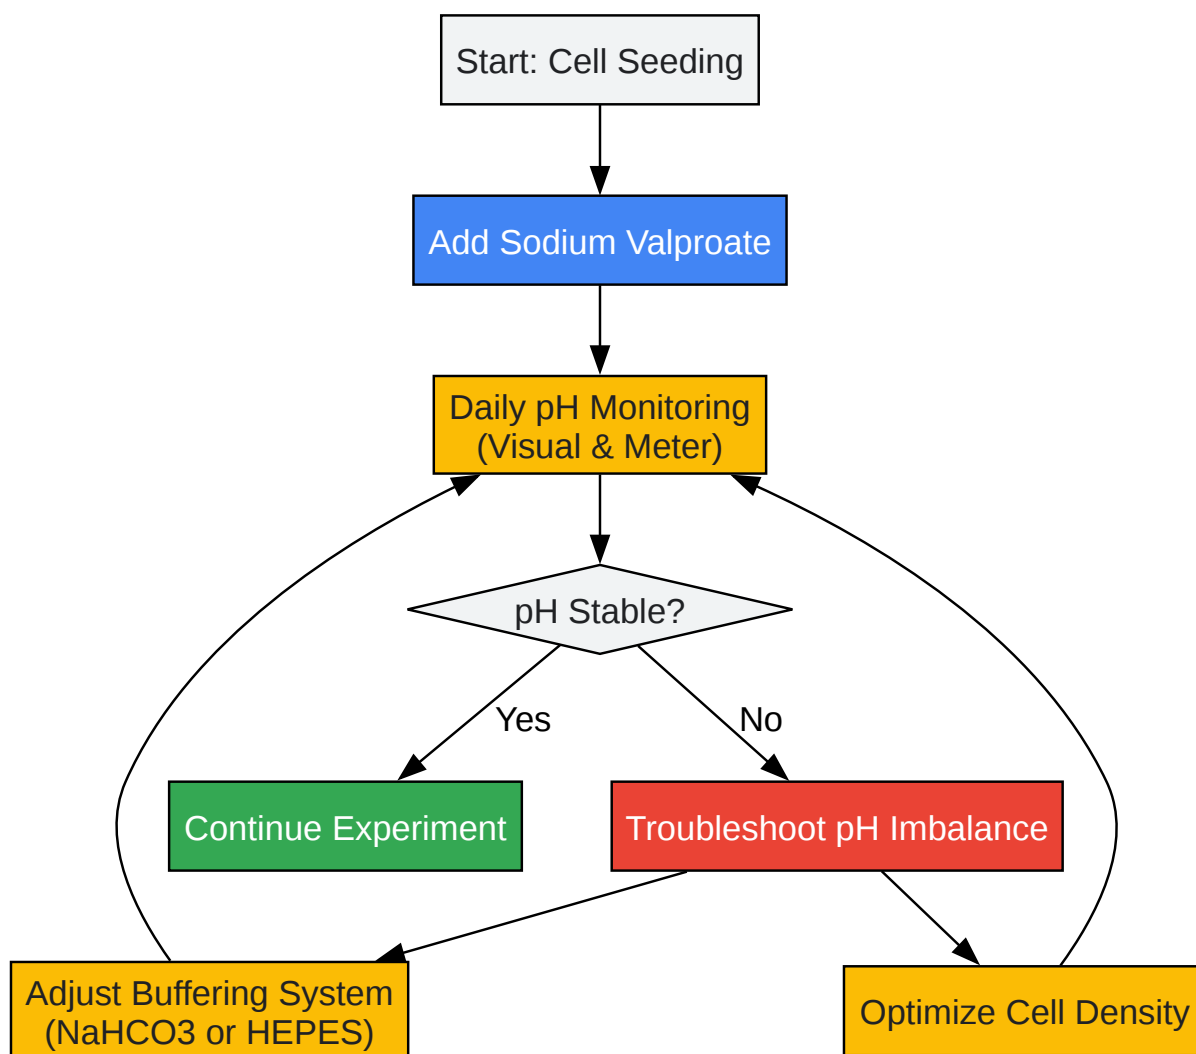 Start: Cell Seeding
Add Sodium Valproate
Daily pH Monitoring
(Visual & Meter)
pH Stable?
Yes
No
Continue Experiment
Troubleshoot pH Imbalance
Adjust Buffering System
(NaHCO3 or HEPES)
Optimize Cell Density